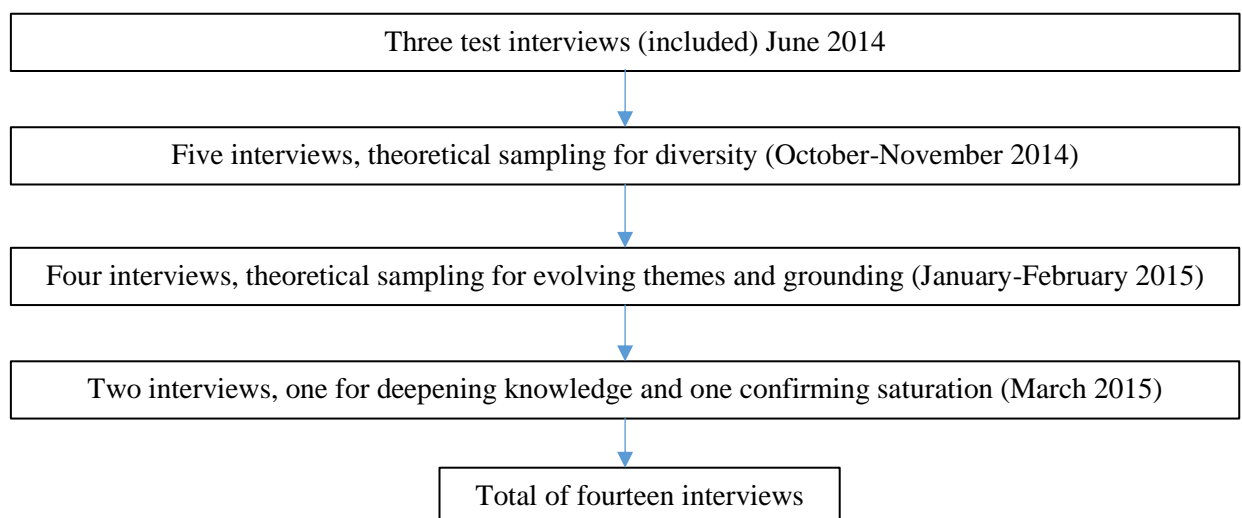 Three test interviews (included) June 2014
Five interviews, theoretical sampling for diversity (October-November 2014)
Four interviews, theoretical sampling for evolving themes and grounding (January-February 2015)
Two interviews, one for deepening knowledge and one confirming saturation (March 2015)
Total of fourteen interviews